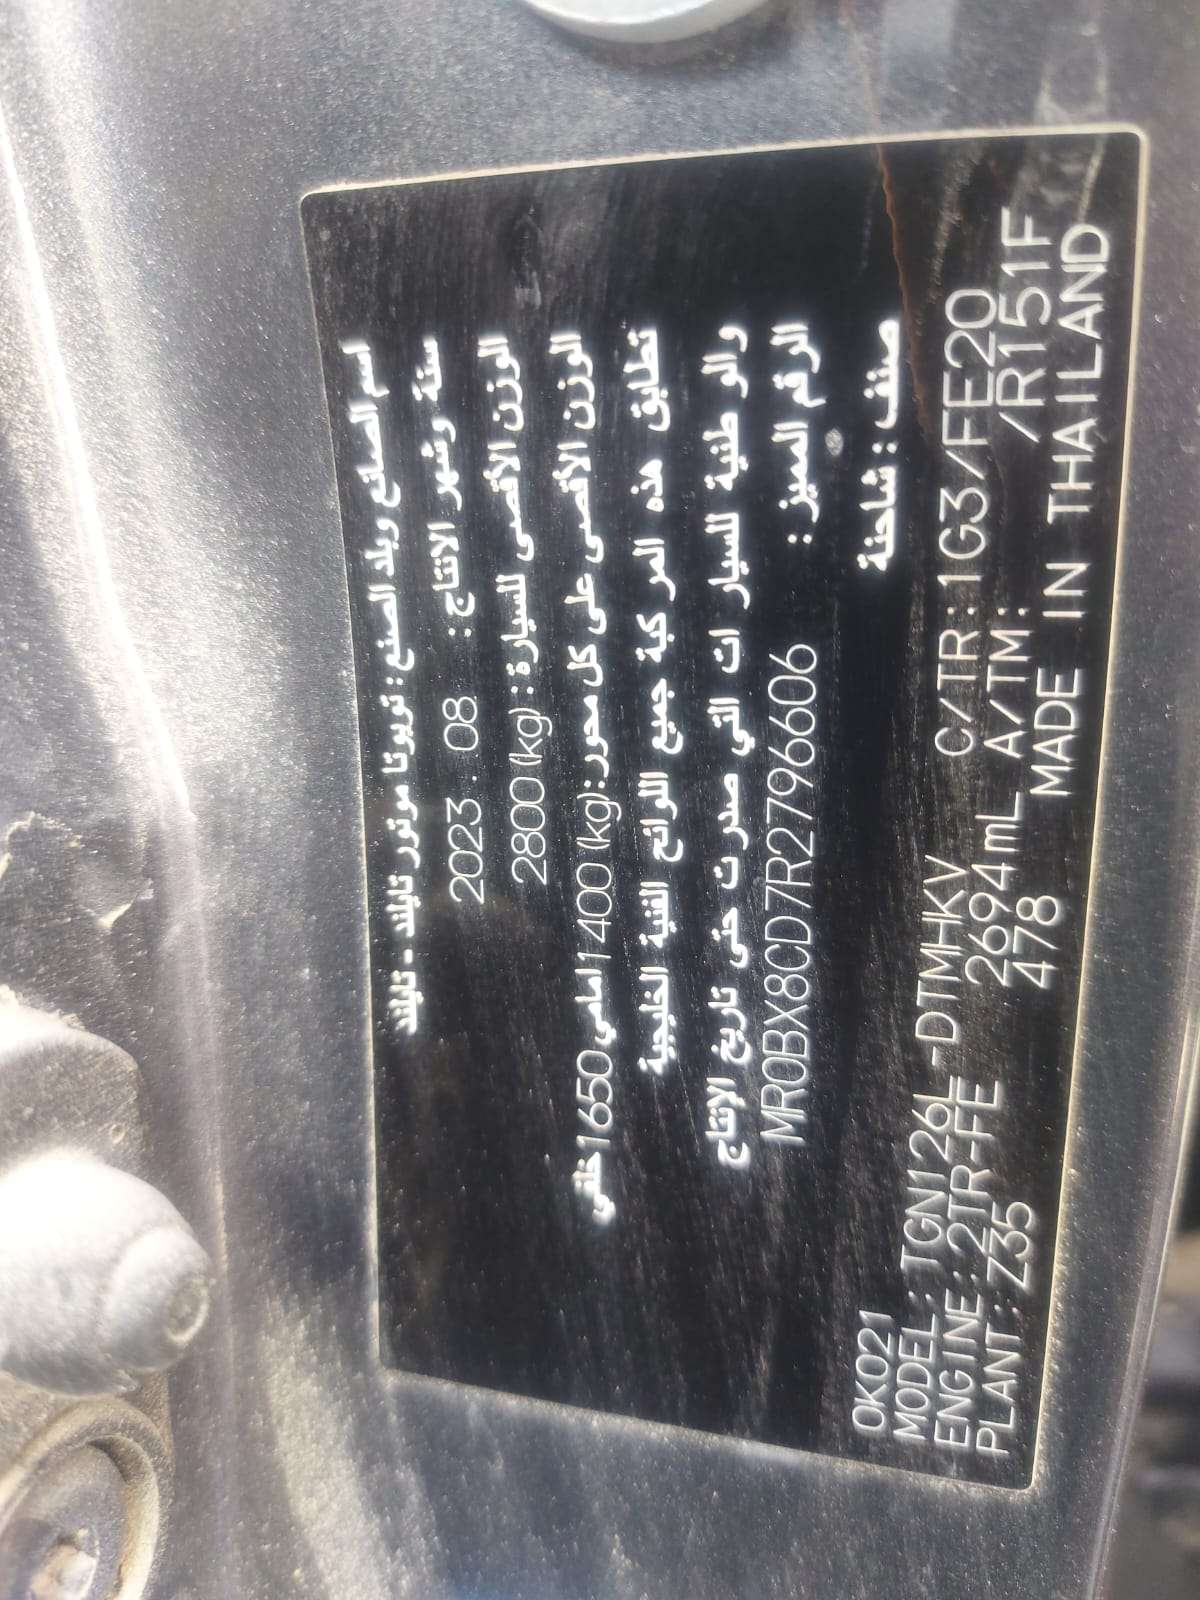 اسم الصانع وبلد الصنع : تويوتا موتور تايلند - تايلند
سنة وشهر الإنتاج : 2023 . 08
الوزن الأقصى للسيارة : 2800 (kg)
الوزن الأقصى على كل محور : 1400 (kg) امامى 1650 خلفي
تطابق هذه المركبة جميع اللوائح الفنية الخليجية
والوطنية للسيارات التي صدرت حتى تاريخ الإنتاج
الرقم المميز : MR0BX8CD7R2796606
صنف : شاحنة
0K021
MODEL : TGN126L-DTMHKV C/TR : 1G3/FE20
ENGINE : 2TR-FE 2694mL A/TM : /R151F
PLANT : Z35 478 MADE IN THAILAND